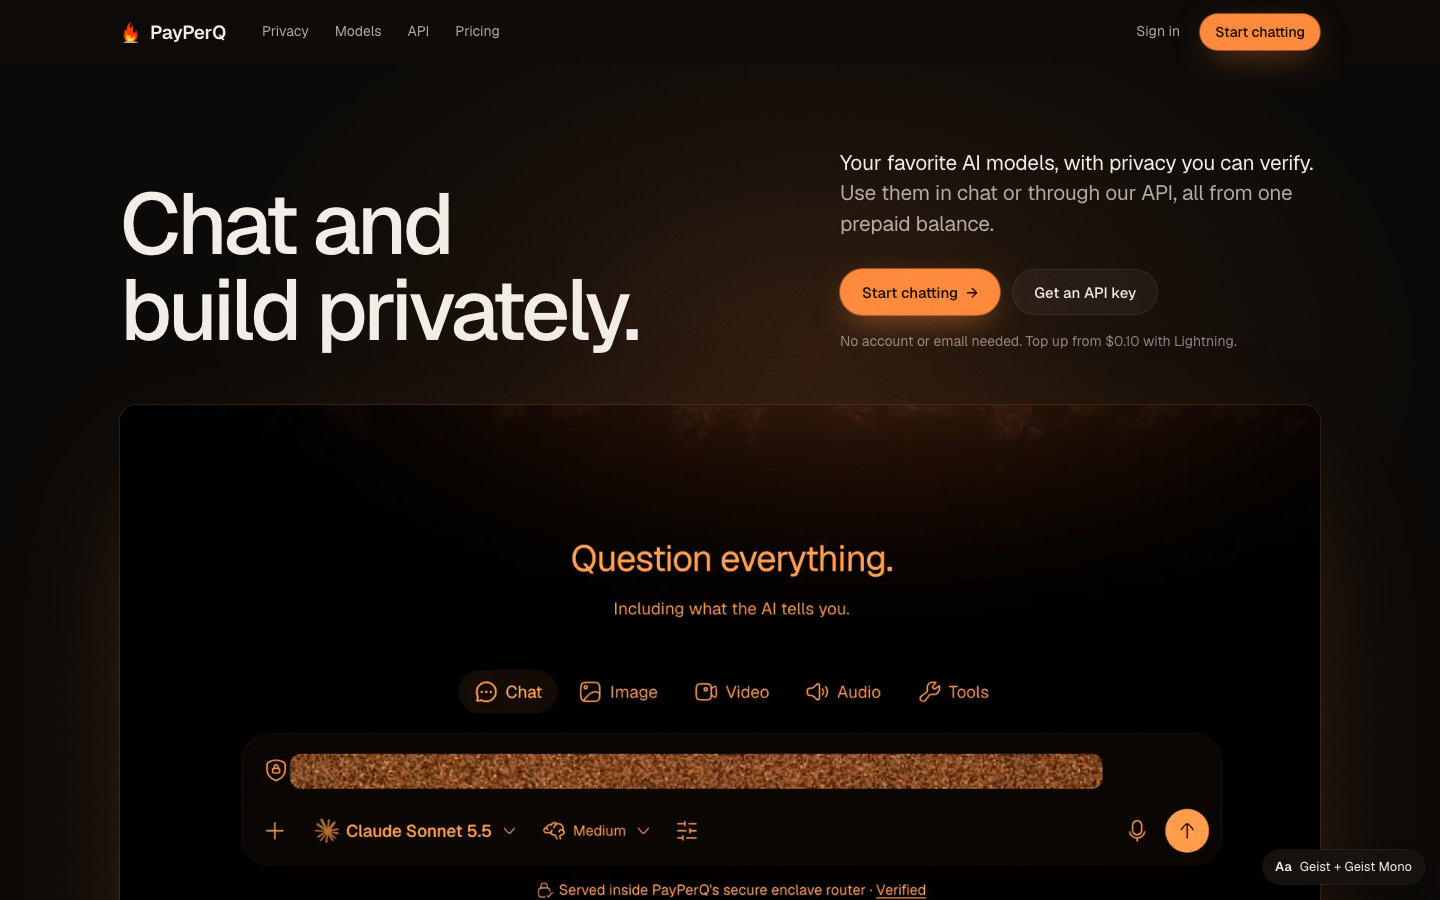 PayPerQ
Privacy
Models
API
Pricing
Sign in
Start chatting
Chat and
build privately.
Your favorite AI models, with privacy you can verify.
Use them in chat or through our API, all from one
prepaid balance.
Start chatting →
Get an API key
No account or email needed. Top up from $0.10 with Lightning.
Question everything.
Including what the AI tells you.
Chat
Image
Video
Audio
Tools
Claude Sonnet 5.5
Medium
Served inside PayPerQ's secure enclave router · Verified
Aa Geist + Geist Mono